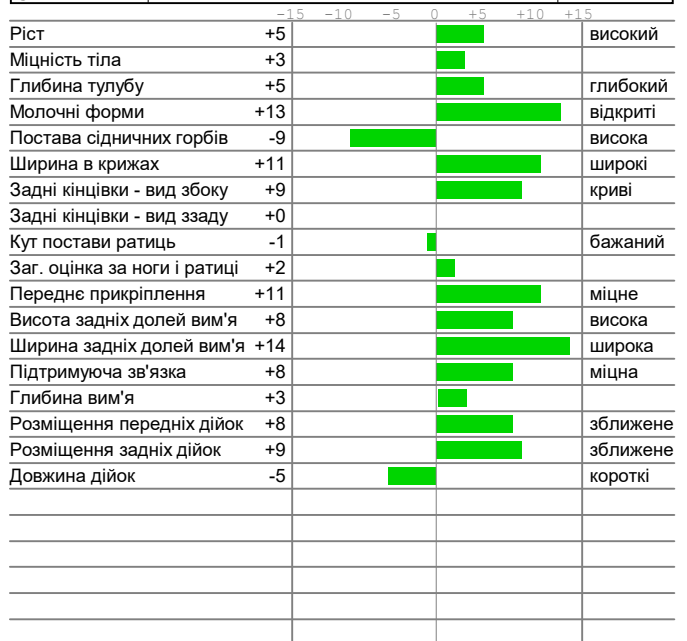 -15 -10 -5 0 +5 +10 +15
Ріст +5 високий
Міцність тіла +3
Глибина тулубу +5 глибокий
Молочні форми +13 відкриті
Постава сідничних горбів -9 висока
Ширина в крижах +11 широкі
Задні кінцівки - вид збоку +9 криві
Задні кінцівки - вид ззаду +0
Кут постави ратиць -1 бажаний
Заг. оцінка за ноги і ратиці +2
Переднє прикріплення +11 міцне
Висота задніх долей вим'я +8 висока
Ширина задніх долей вим'я +14 широка
Підтримуюча зв'язка +8 міцна
Глибина вим'я +3
Розміщення передніх дійок +8 зближене
Розміщення задніх дійок +9 зближене
Довжина дійок -5 короткі